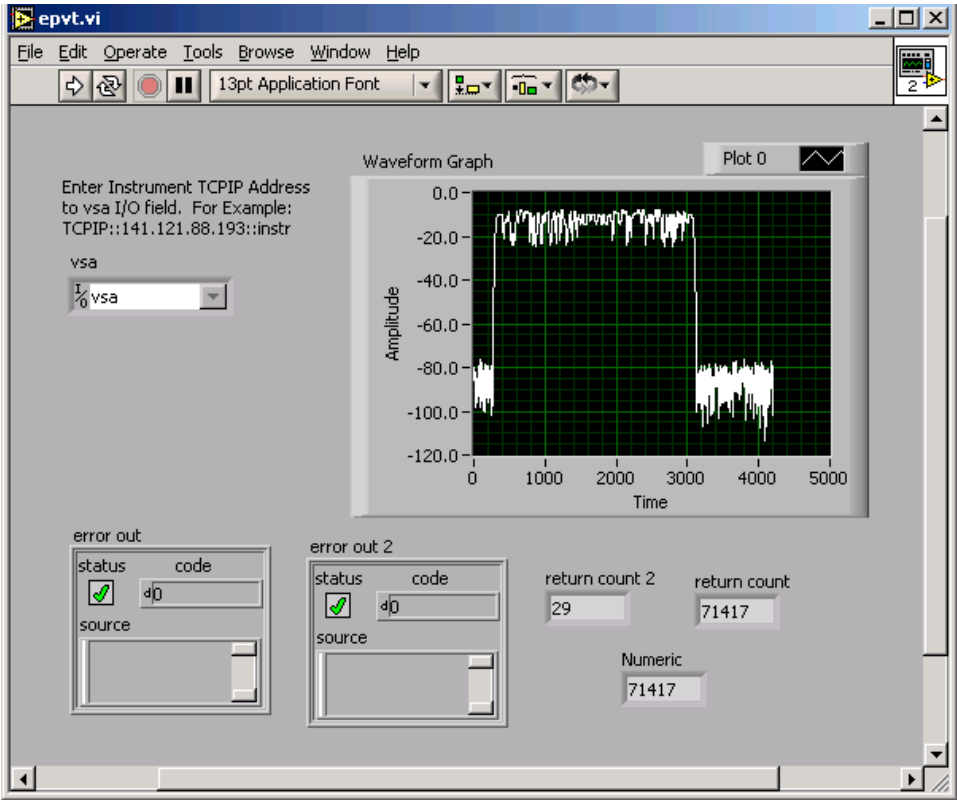 epvt.vi
File Edit Operate Tools Browse Window Help
13pt Application Font
2
Waveform Graph
Plot 0
Enter Instrument TCPIP Address
to vsa I/O field. For Example:
TCPIP::141.121.88.193::instr
vsa
I/O vsa
Amplitude
0.0
-20.0
-40.0
-60.0
-80.0
-100.0
-120.0
0 1000 2000 3000 4000 5000
Time
error out
status code
d 0
source
error out 2
status code
d 0
source
return count 2
29
return count
71417
Numeric
71417